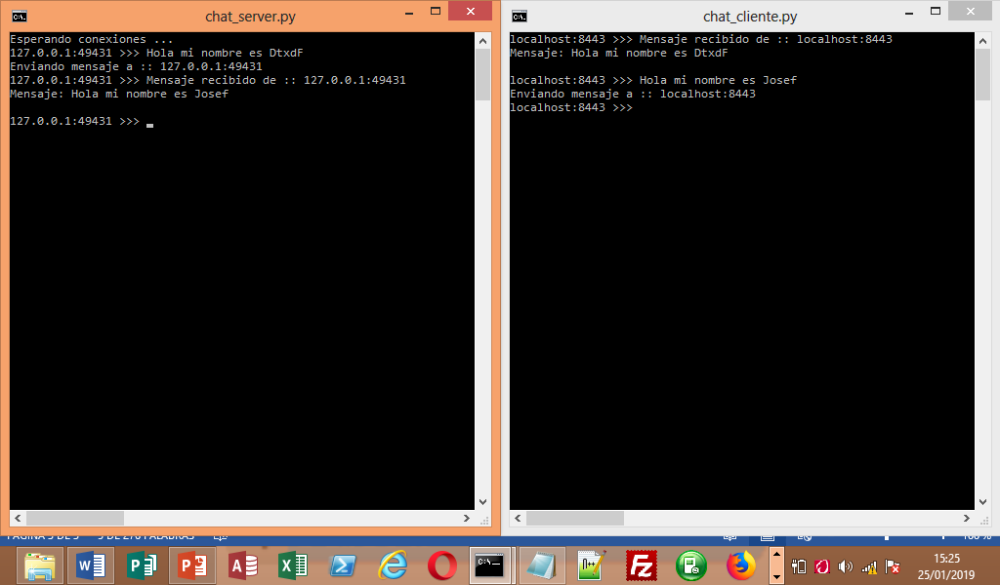 chat_server.py
Esperando conexiones ...
127.0.0.1:49431 >>> Hola mi nombre es DtxdF
Enviando mensaje a :: 127.0.0.1:49431
127.0.0.1:49431 >>> Mensaje recibido de :: 127.0.0.1:49431
Mensaje: Hola mi nombre es Josef
127.0.0.1:49431 >>>
chat_cliente.py
localhost:8443 >>> Mensaje recibido de :: localhost:8443
Mensaje: Hola mi nombre es DtxdF
localhost:8443 >>> Hola mi nombre es Josef
Enviando mensaje a :: localhost:8443
localhost:8443 >>>
15:25
25/01/2019